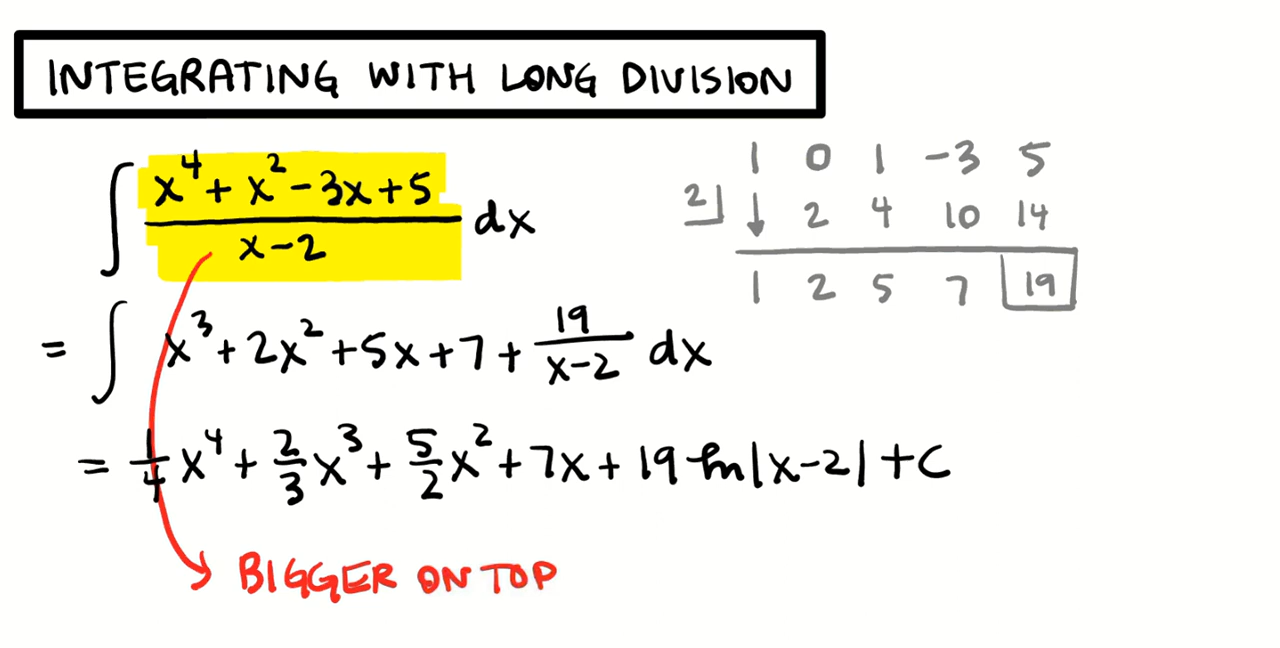 INTEGRATING WITH LONG DIVISION
∫ (x⁴ + x² - 3x + 5)/(x - 2) dx
1 0 1 -3 5
2⌋ ↓ 2 4 10 14
1 2 5 7 19
= ∫ x³ + 2x² + 5x + 7 + 19/(x - 2) dx
= 1/4 x⁴ + 2/3 x³ + 5/2 x² + 7x + 19 ln|x - 2| + C
BIGGER ON TOP